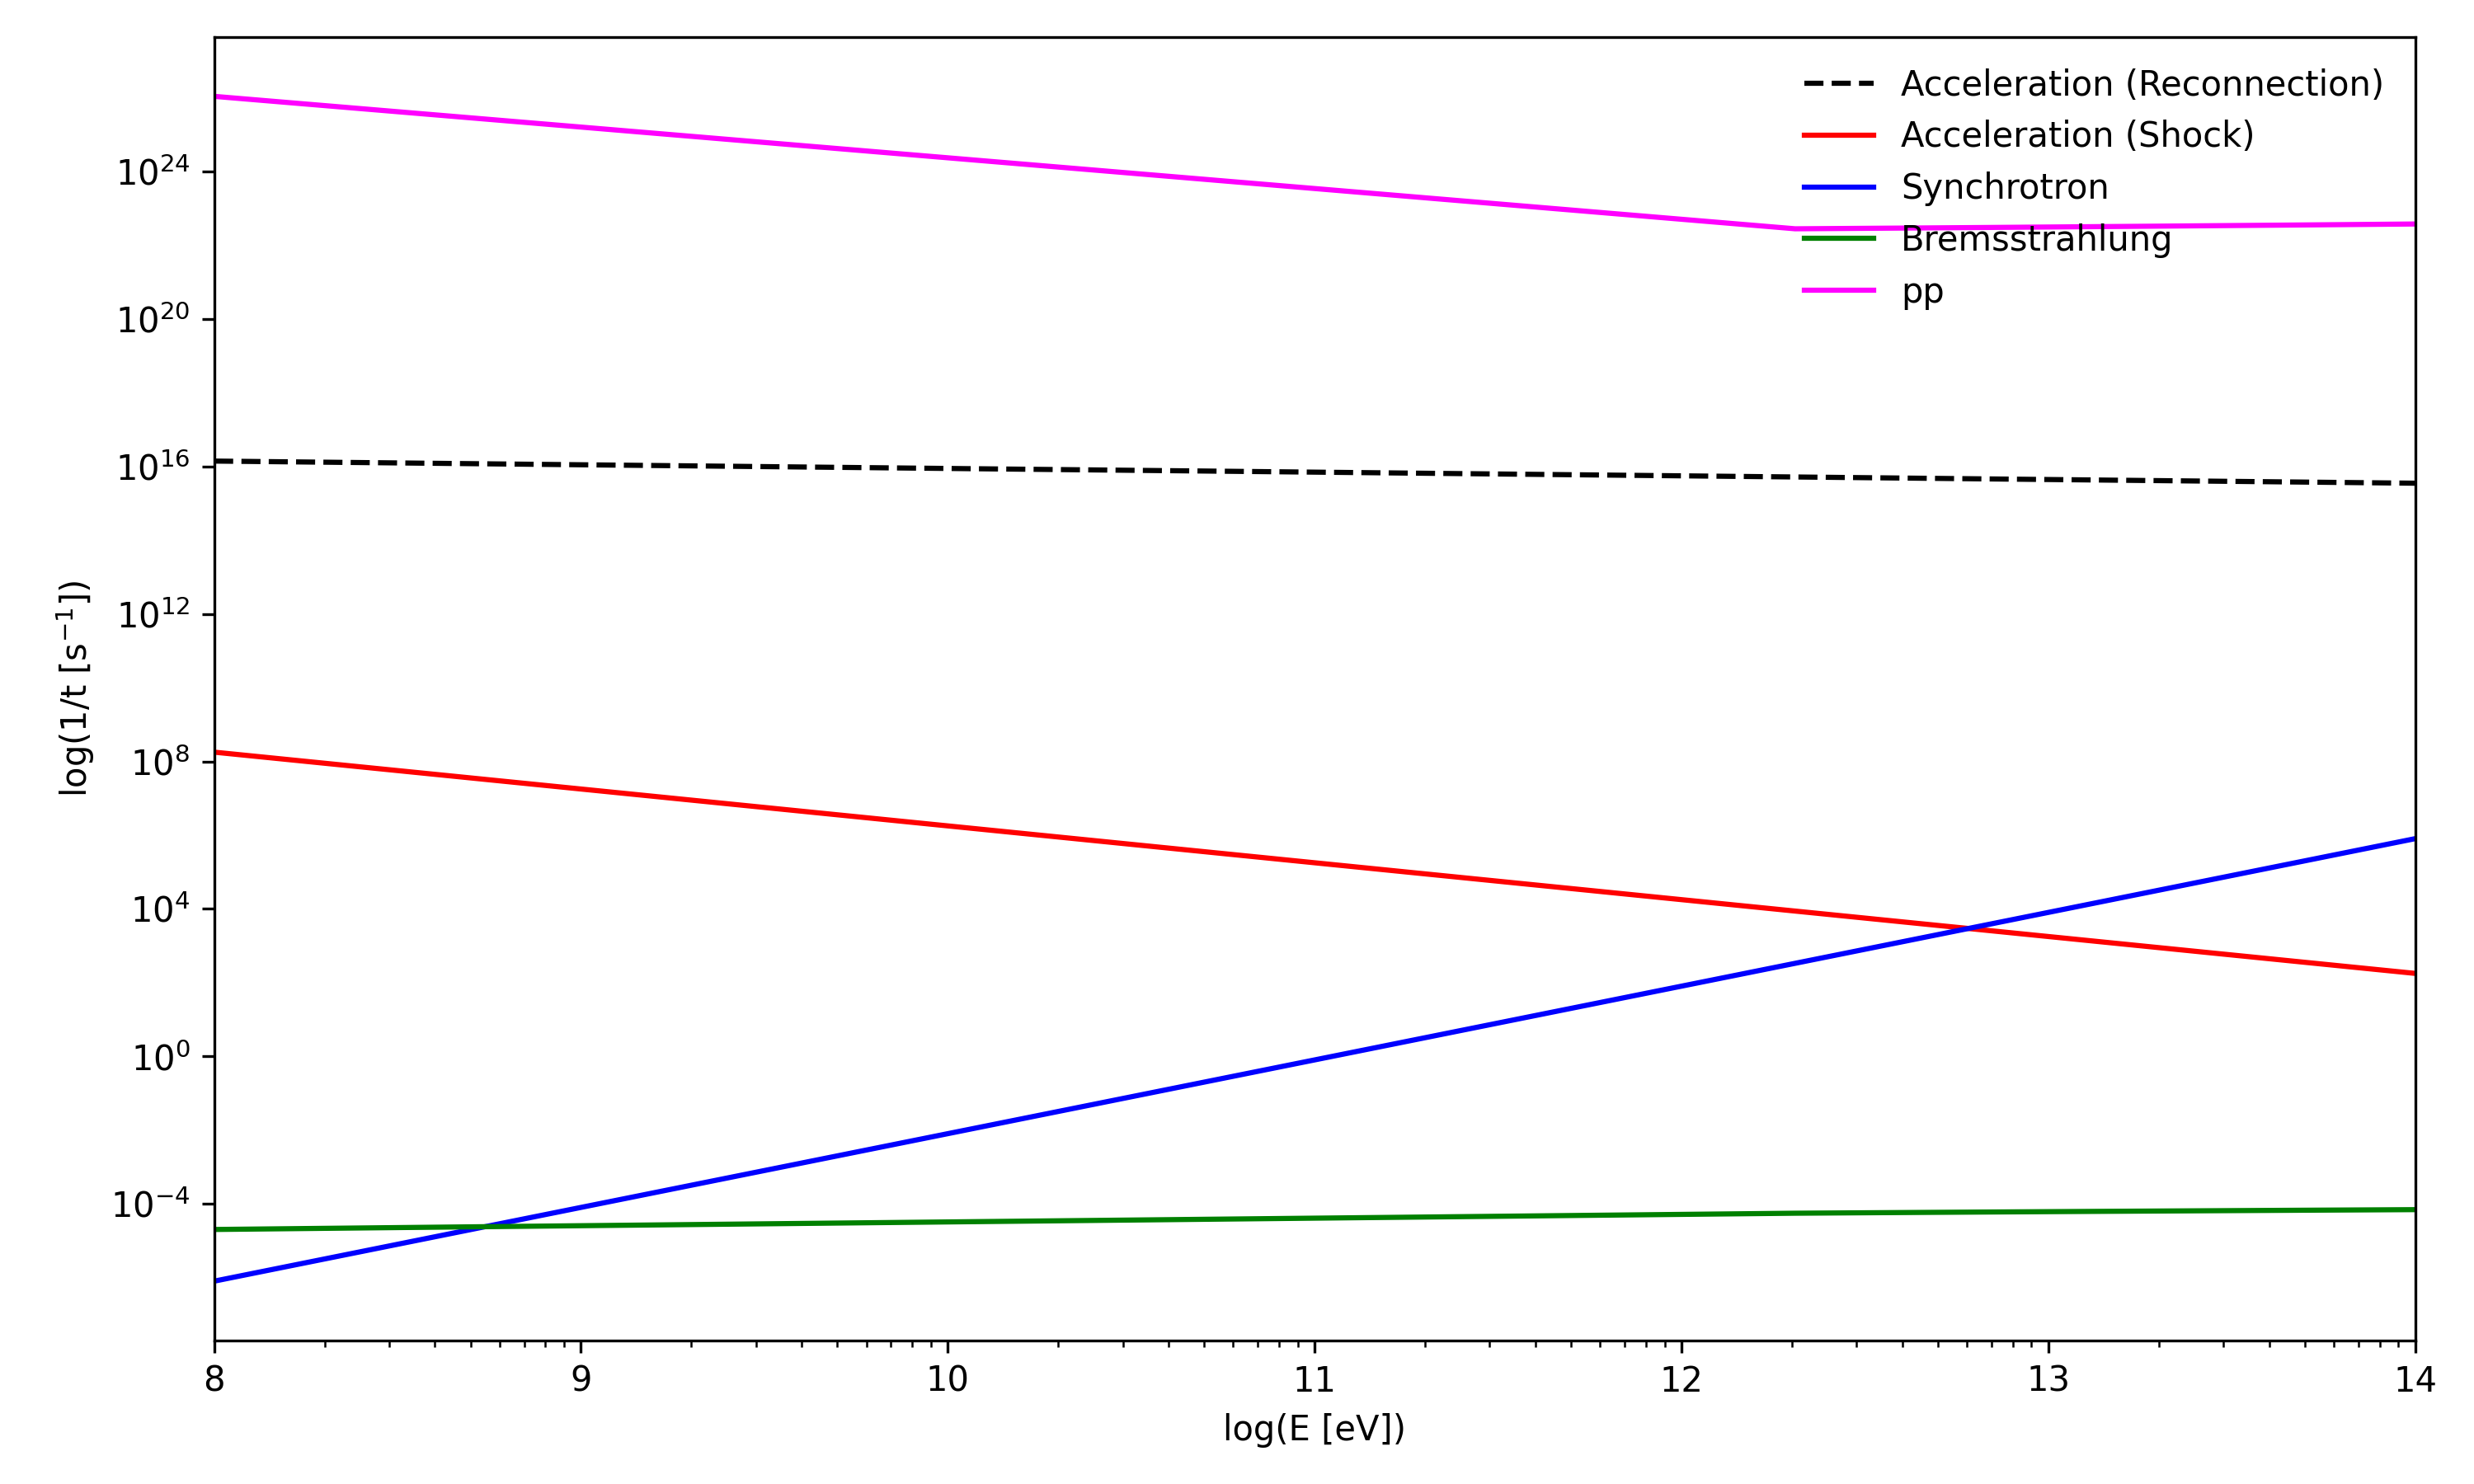 Acceleration (Reconnection)
Acceleration (Shock)
Synchrotron
Bremsstrahlung
pp
10^24
10^20
10^16
10^12
10^8
10^4
10^0
10^−4
log(1/t [s^−1])
8 9 10 11 12 13 14
log(E [eV])